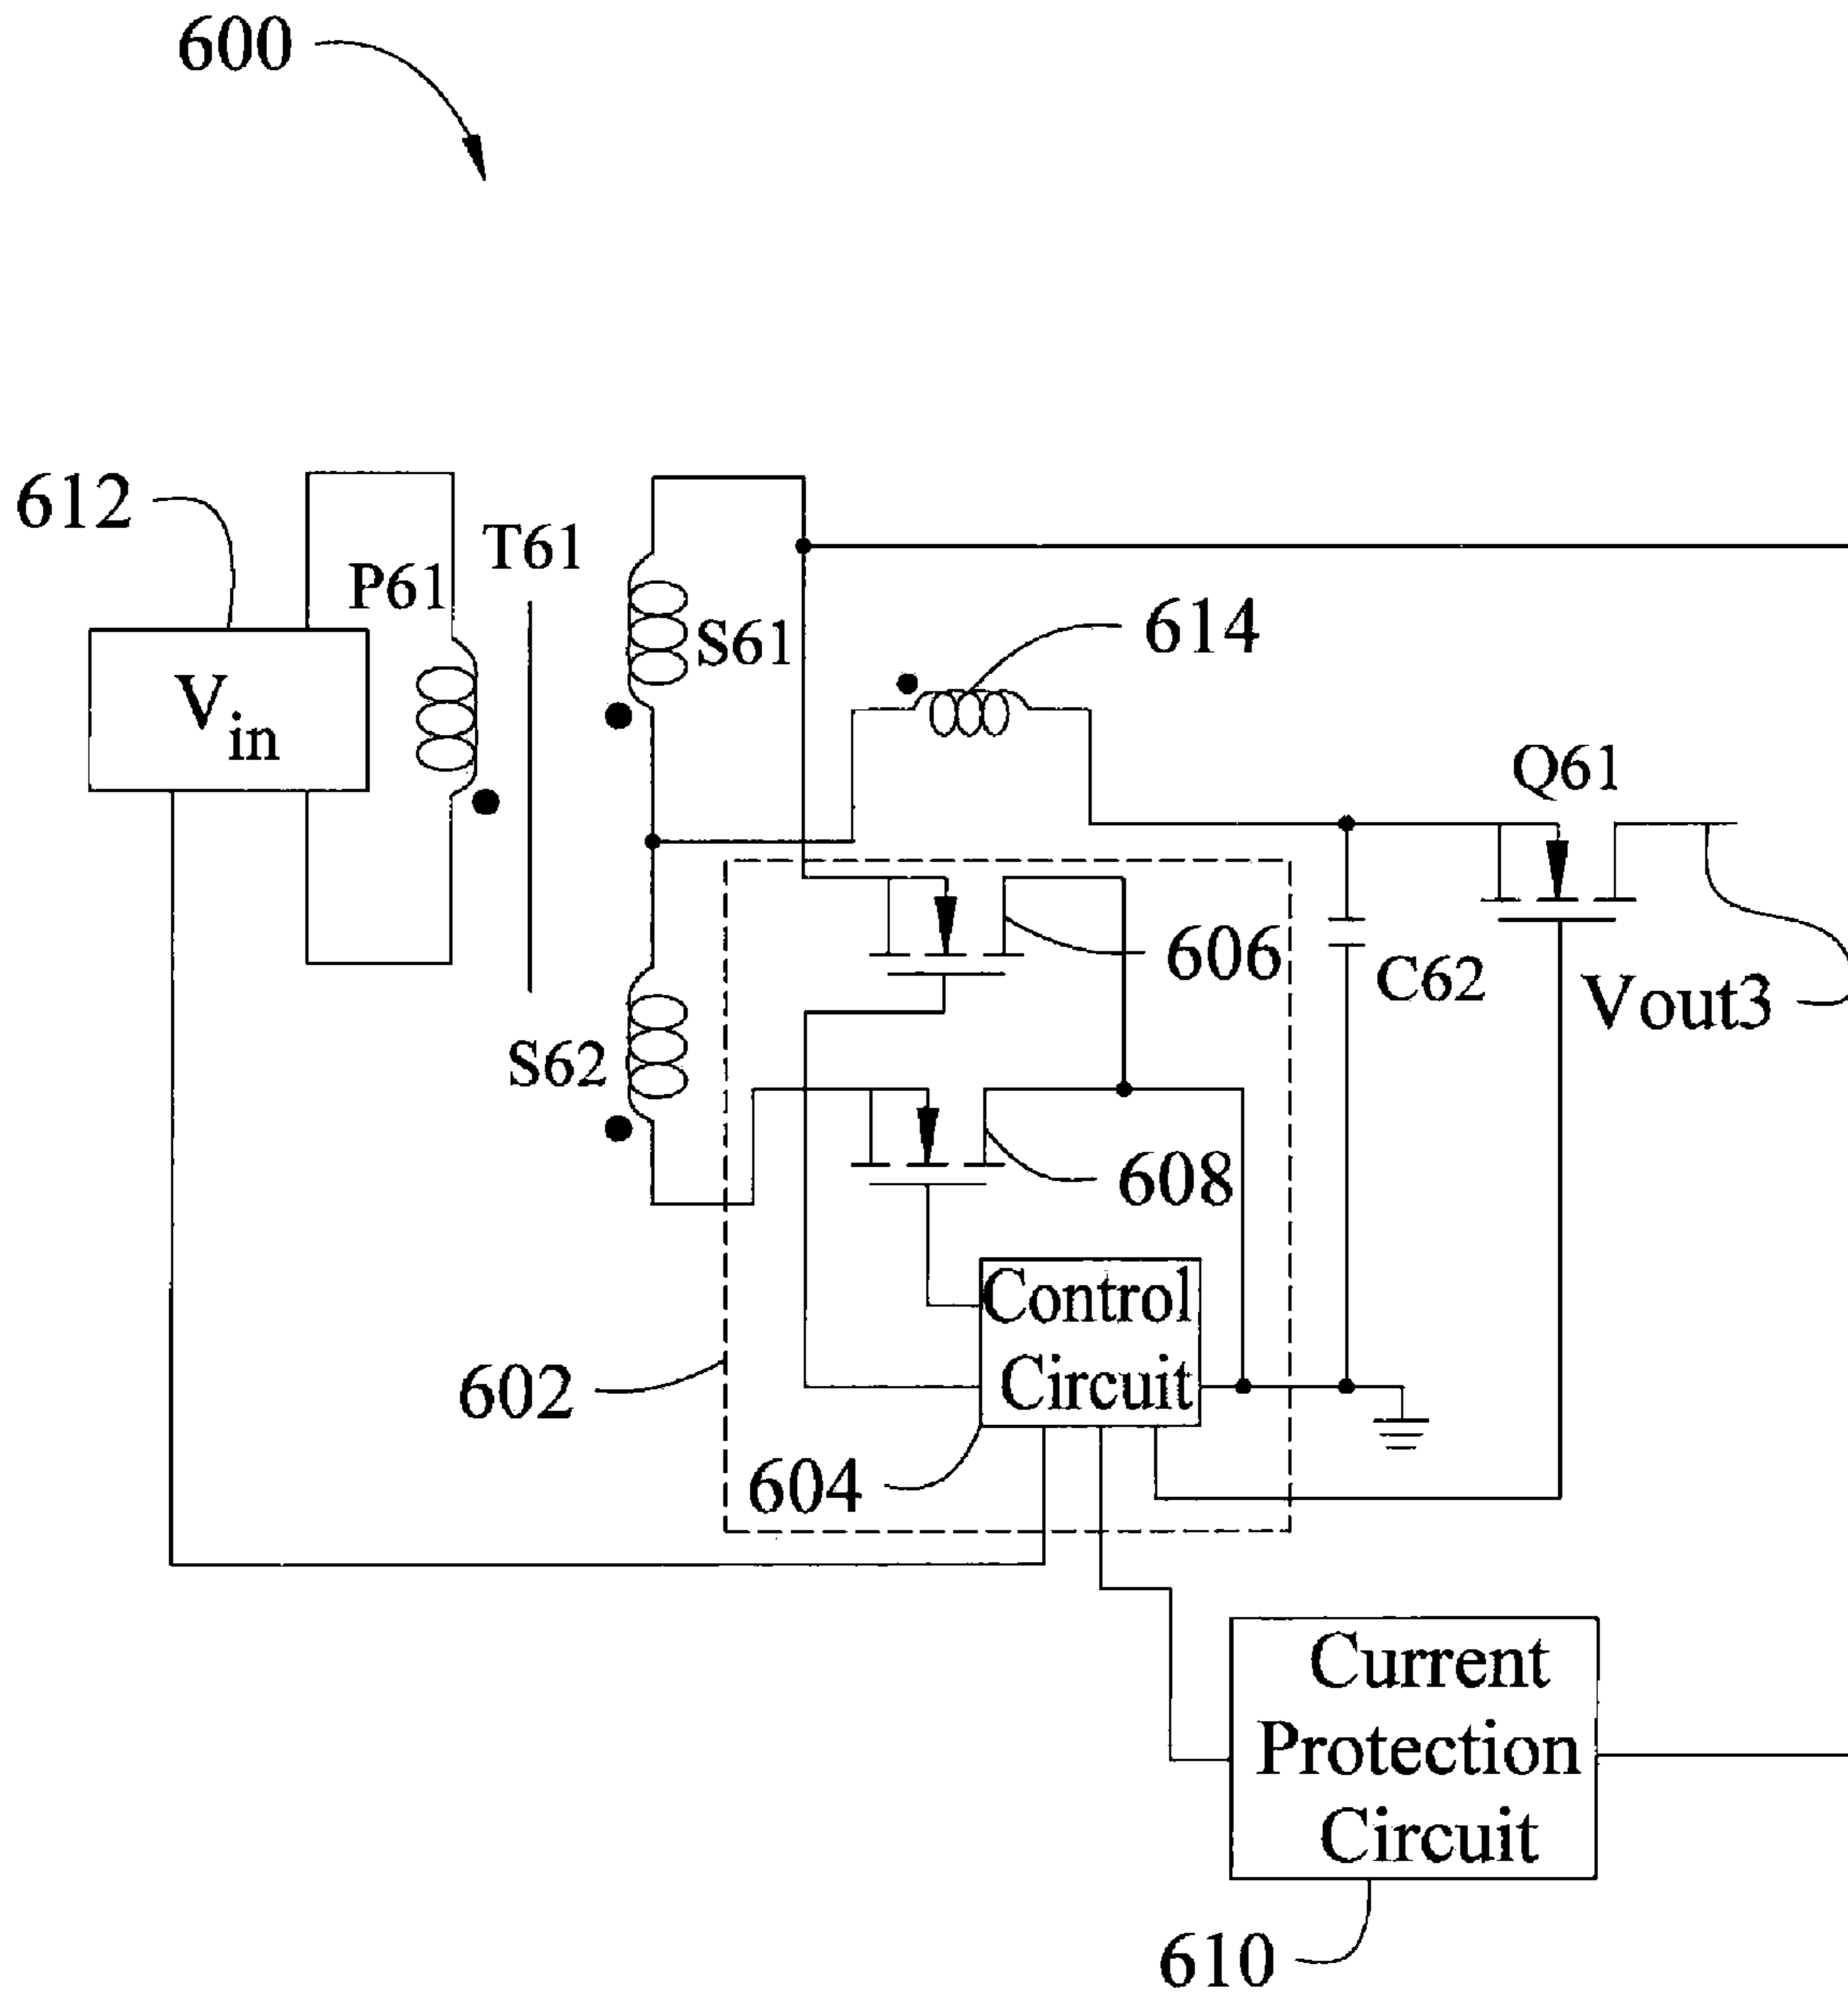 600
612
T61
P61
S61
614
V
in
Q61
606
C62
Vout3
S62
608
Control
Circuit
602
604
Current
Protection
Circuit
610